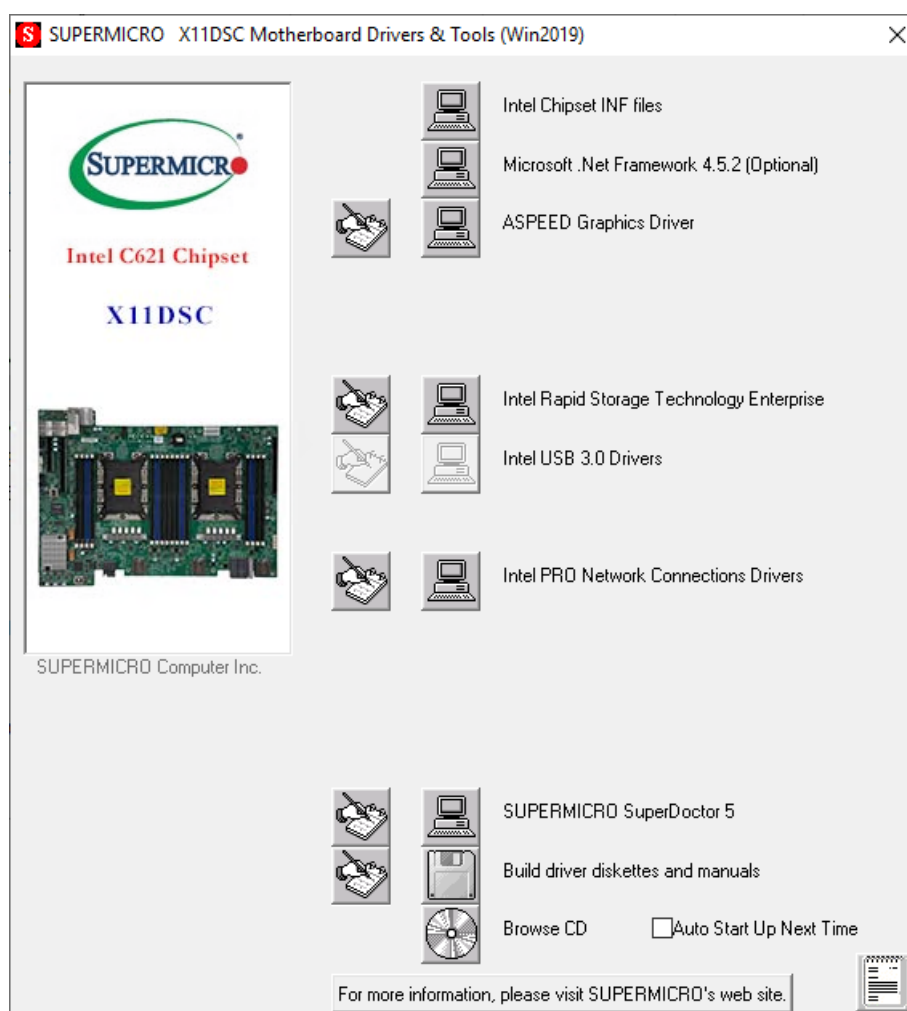 S SUPERMICRO X11DSC Motherboard Drivers & Tools (Win2019)
SUPERMICRO
Intel C621 Chipset
X11DSC
SUPERMICRO Computer Inc.
Intel Chipset INF files
Microsoft .Net Framework 4.5.2 (Optional)
ASPEED Graphics Driver
Intel Rapid Storage Technology Enterprise
Intel USB 3.0 Drivers
Intel PRO Network Connections Drivers
SUPERMICRO SuperDoctor 5
Build driver diskettes and manuals
Browse CD Auto Start Up Next Time
For more information, please visit SUPERMICRO's web site.